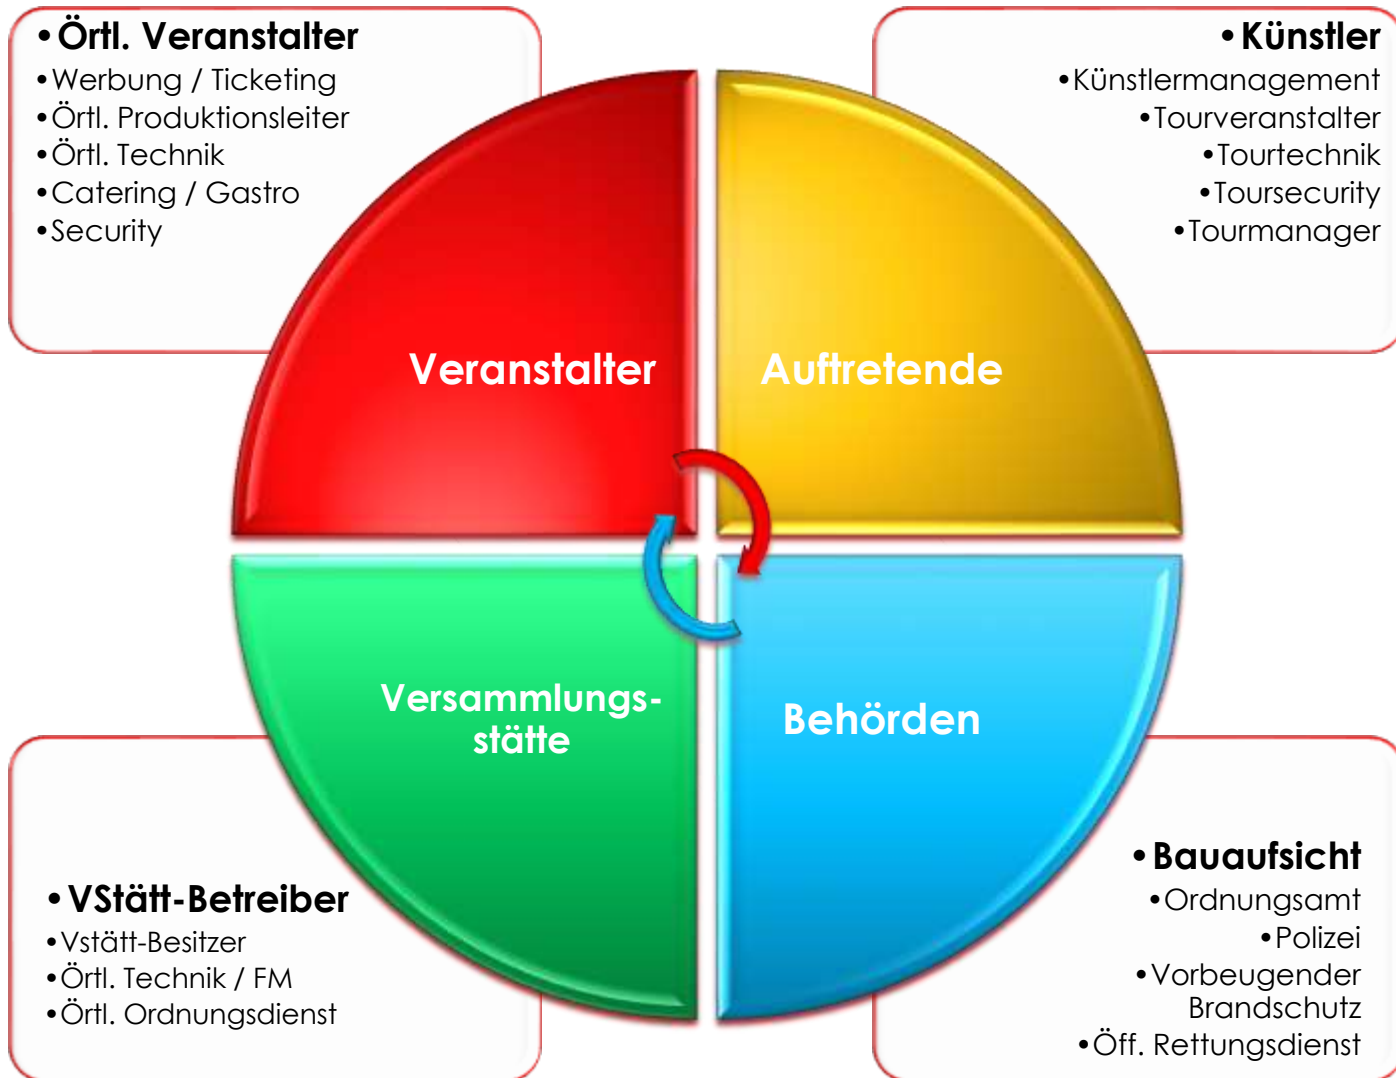 • Örtl. Veranstalter
• Werbung / Ticketing
• Örtl. Produktionsleiter
• Örtl. Technik
• Catering / Gastro
• Security
• Künstler
• Künstlermanagement
• Tourveranstalter
• Tourtechnik
• Toursecurity
• Tourmanager
Veranstalter
Auftretende
Versammlungs-
stätte
Behörden
• VStätt-Betreiber
• Vstätt-Besitzer
• Örtl. Technik / FM
• Örtl. Ordnungsdienst
• Bauaufsicht
• Ordnungsamt
• Polizei
• Vorbeugender
Brandschutz
• Öff. Rettungsdienst